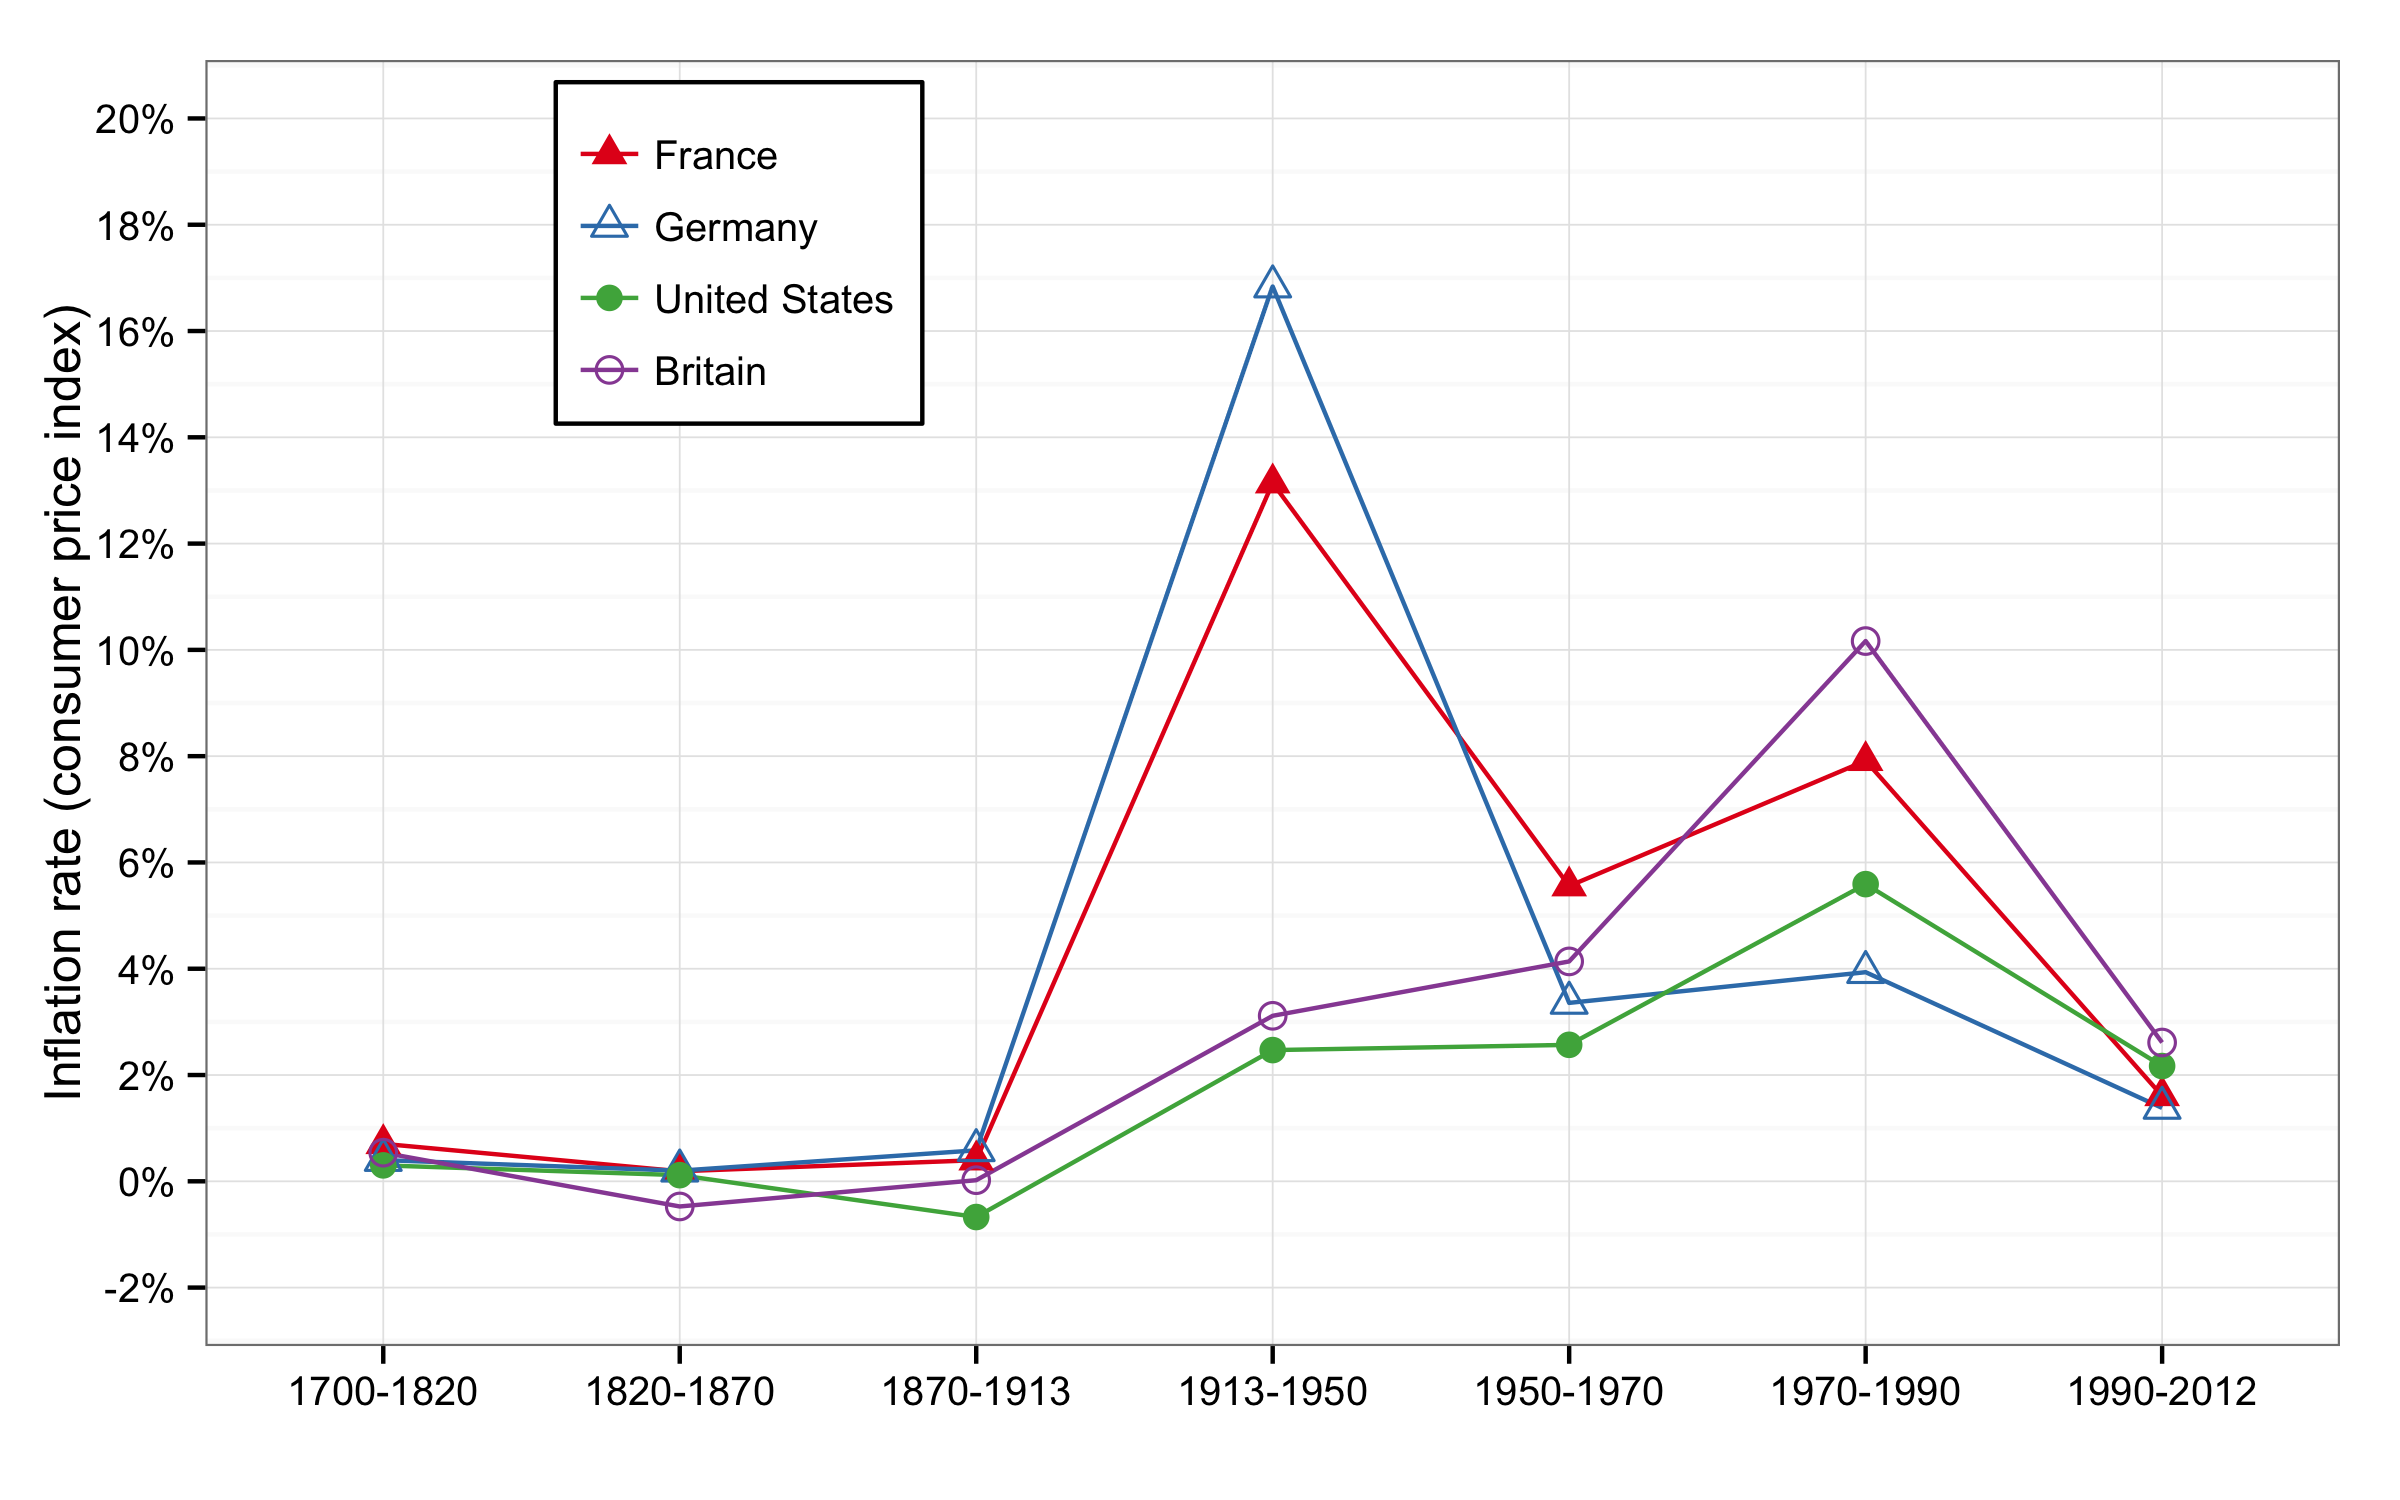 Inflation rate (consumer price index)
20%
18%
16%
14%
12%
10%
8%
6%
4%
2%
0%
-2%
France
Germany
United States
Britain
1700-1820 1820-1870 1870-1913 1913-1950 1950-1970 1970-1990 1990-2012